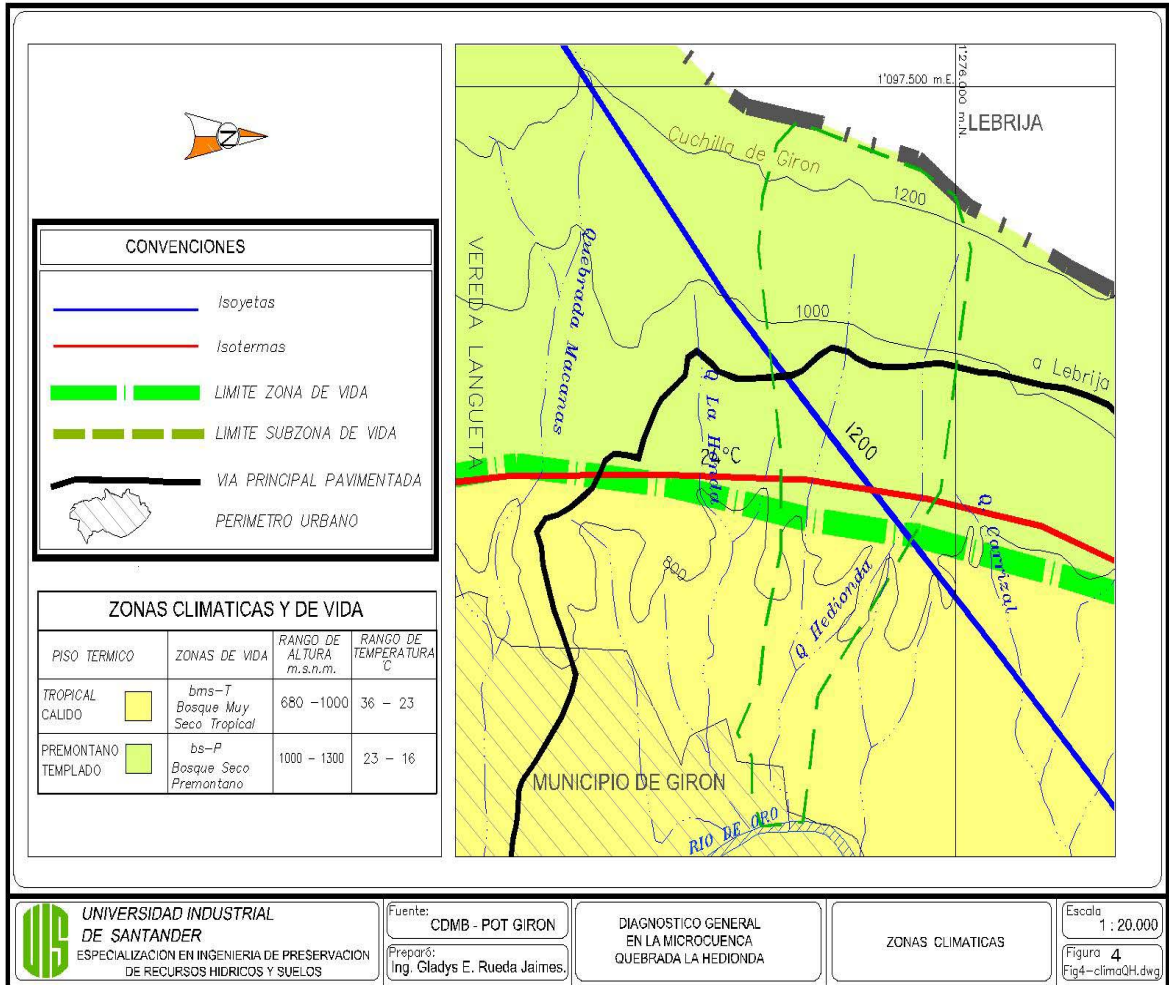 N
CONVENCIONES
Isoyetas
Isotermas
LIMITE ZONA DE VIDA
LIMITE SUBZONA DE VIDA
VIA PRINCIPAL PAVIMENTADA
PERIMETRO URBANO
ZONAS CLIMATICAS Y DE VIDA
PISO TERMICO
ZONAS DE VIDA
RANGO DE
ALTURA
m.s.n.m.
RANGO DE
TEMPERATURA
°C
TROPICAL
CALIDO
bms-T
Bosque Muy
Seco Tropical
680 -1000
36 - 23
PREMONTANO
TEMPLADO
bs-P
Bosque Seco
Premontano
1000 - 1300
23 - 16
1'097.500 m.E.
1'276.000 m.N.
LEBRIJA
Cuchilla de Giron
1200
VEREDA LANGUETA
Quebrada Macanas
1000
a Lebrija
Q La Honda
1200
800
Q Hedionda
Q. Carrizal
MUNICIPIO DE GIRON
RIO DE ORO
UIS
UNIVERSIDAD INDUSTRIAL
DE SANTANDER
ESPECIALIZACION EN INGENIERIA DE PRESERVACION
DE RECURSOS HIDRICOS Y SUELOS
Fuente:
CDMB - POT GIRON
Preparó:
Ing. Gladys E. Rueda Jaimes.
DIAGNOSTICO GENERAL
EN LA MICROCUENCA
QUEBRADA LA HEDIONDA
ZONAS CLIMATICAS
Escala
1 : 20.000
Figura 4
Fig4-climaQH.dwg